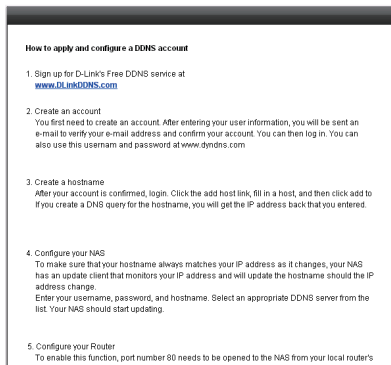 How to apply and configure a DDNS account
1. Sign up for D-Link's Free DDNS service at
www.DLinkDDNS.com
2. Create an account
You first need to create an account. After entering your user information, you will be sent an
e-mail to verify your e-mail address and confirm your account. You can then log in. You can
also use this usernam and password at www.dyndns.com
3. Create a hostname
After your account is confirmed, login. Click the add host link, fill in a host, and then click add to
If you create a DNS query for the hostname, you will get the IP address back that you entered.
4. Configure your NAS
To make sure that your hostname always matches your IP address as it changes, your NAS
has an update client that monitors your IP address and will update the hostname should the IP
address change.
Enter your username, password, and hostname. Select an appropriate DDNS server from the
list. Your NAS should start updating.
5. Configure your Router
To enable this function, port number 80 needs to be opened to the NAS from your local router's